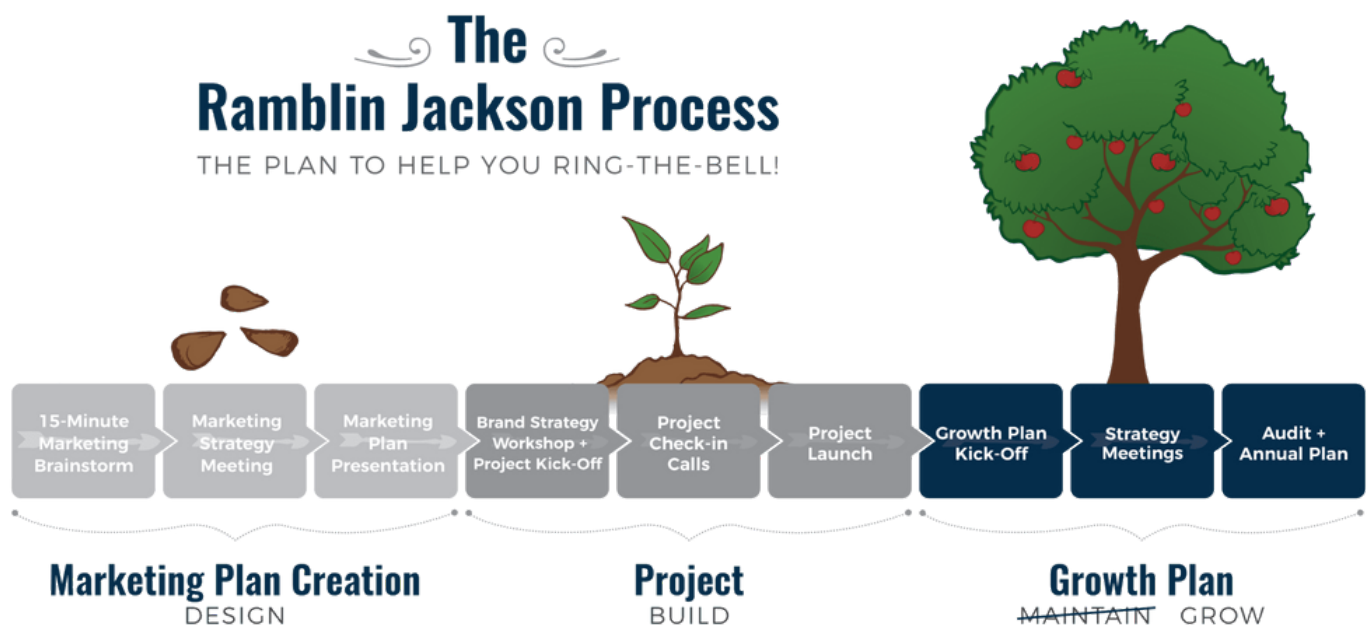 The
Ramblin Jackson Process
THE PLAN TO HELP YOU RING-THE-BELL!
15-Minute
Marketing
Brainstorm
Marketing
Strategy
Meeting
Marketing
Plan
Presentation
Brand Strategy
Workshop +
Project Kick-Off
Project
Check-in
Calls
Project
Launch
Growth Plan
Kick-Off
Strategy
Meetings
Audit +
Annual Plan
Marketing Plan Creation
DESIGN
Project
BUILD
Growth Plan
MAINTAIN GROW